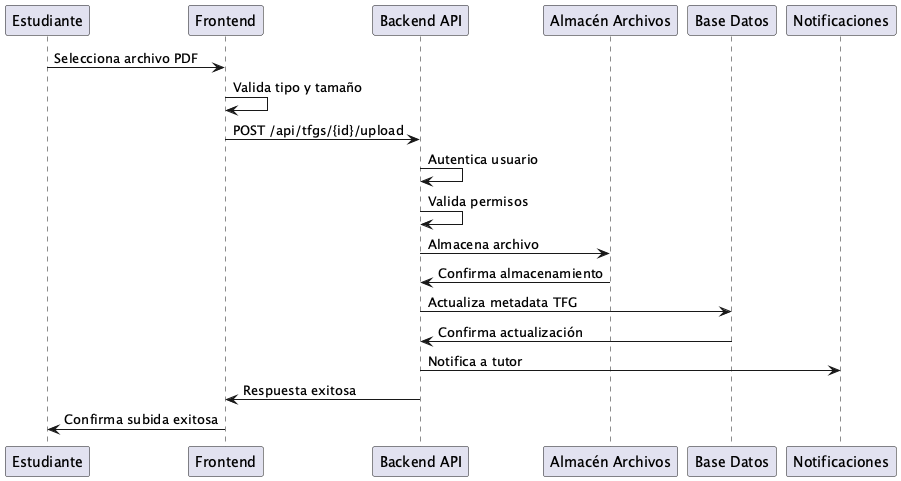 Estudiante
Frontend
Backend API
Almacén Archivos
Base Datos
Notificaciones
Selecciona archivo PDF
Valida tipo y tamaño
POST /api/tfgs/{id}/upload
Autentica usuario
Valida permisos
Almacena archivo
Confirma almacenamiento
Actualiza metadata TFG
Confirma actualización
Notifica a tutor
Respuesta exitosa
Confirma subida exitosa
Estudiante
Frontend
Backend API
Almacén Archivos
Base Datos
Notificaciones